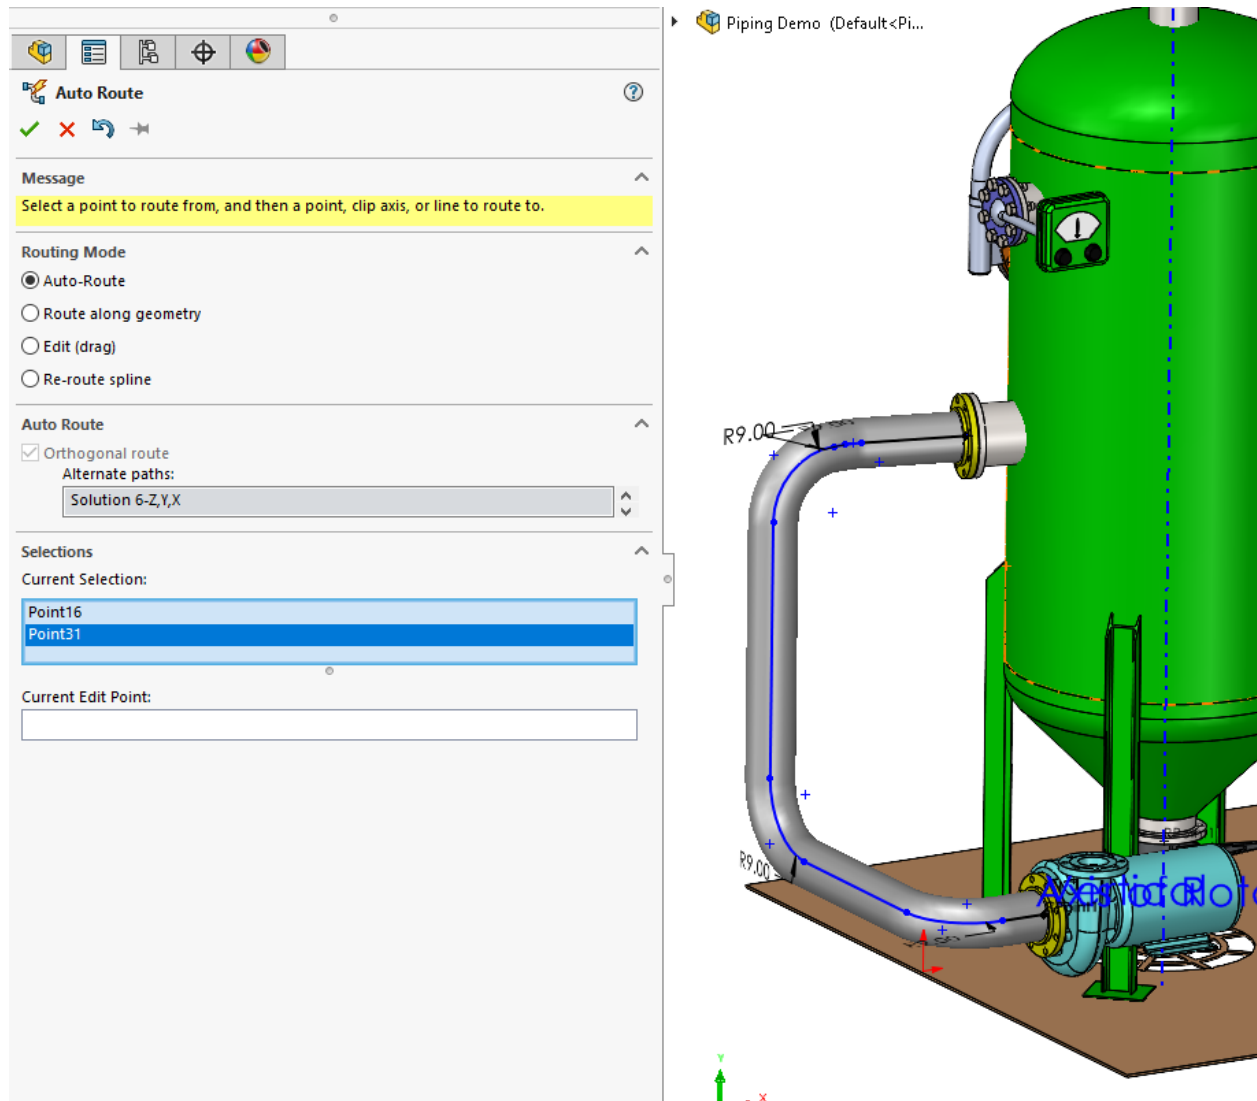 Piping Demo (Default<Pi...
Auto Route
Message
Select a point to route from, and then a point, clip axis, or line to route to.
Routing Mode
Auto-Route
Route along geometry
Edit (drag)
Re-route spline
Auto Route
Orthogonal route
Alternate paths:
Solution 6-Z,Y,X
Selections
Current Selection:
Point16
Point31
Current Edit Point:
R9.00
R9.00
Y
X